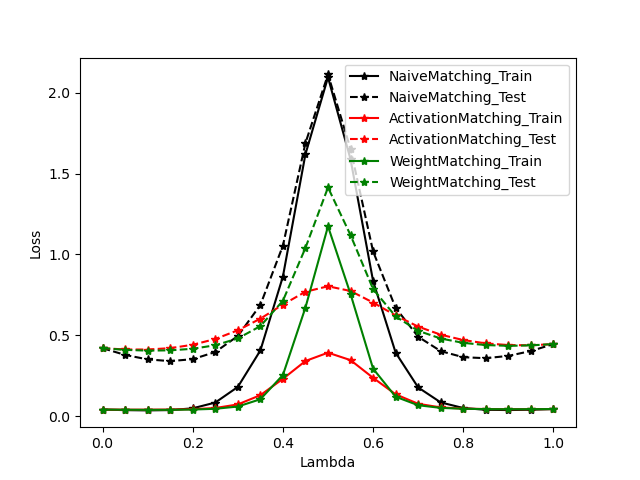 NaiveMatching_Train
NaiveMatching_Test
ActivationMatching_Train
ActivationMatching_Test
WeightMatching_Train
WeightMatching_Test
2.0
1.5
1.0
0.5
0.0
Loss
0.0 0.2 0.4 0.6 0.8 1.0
Lambda